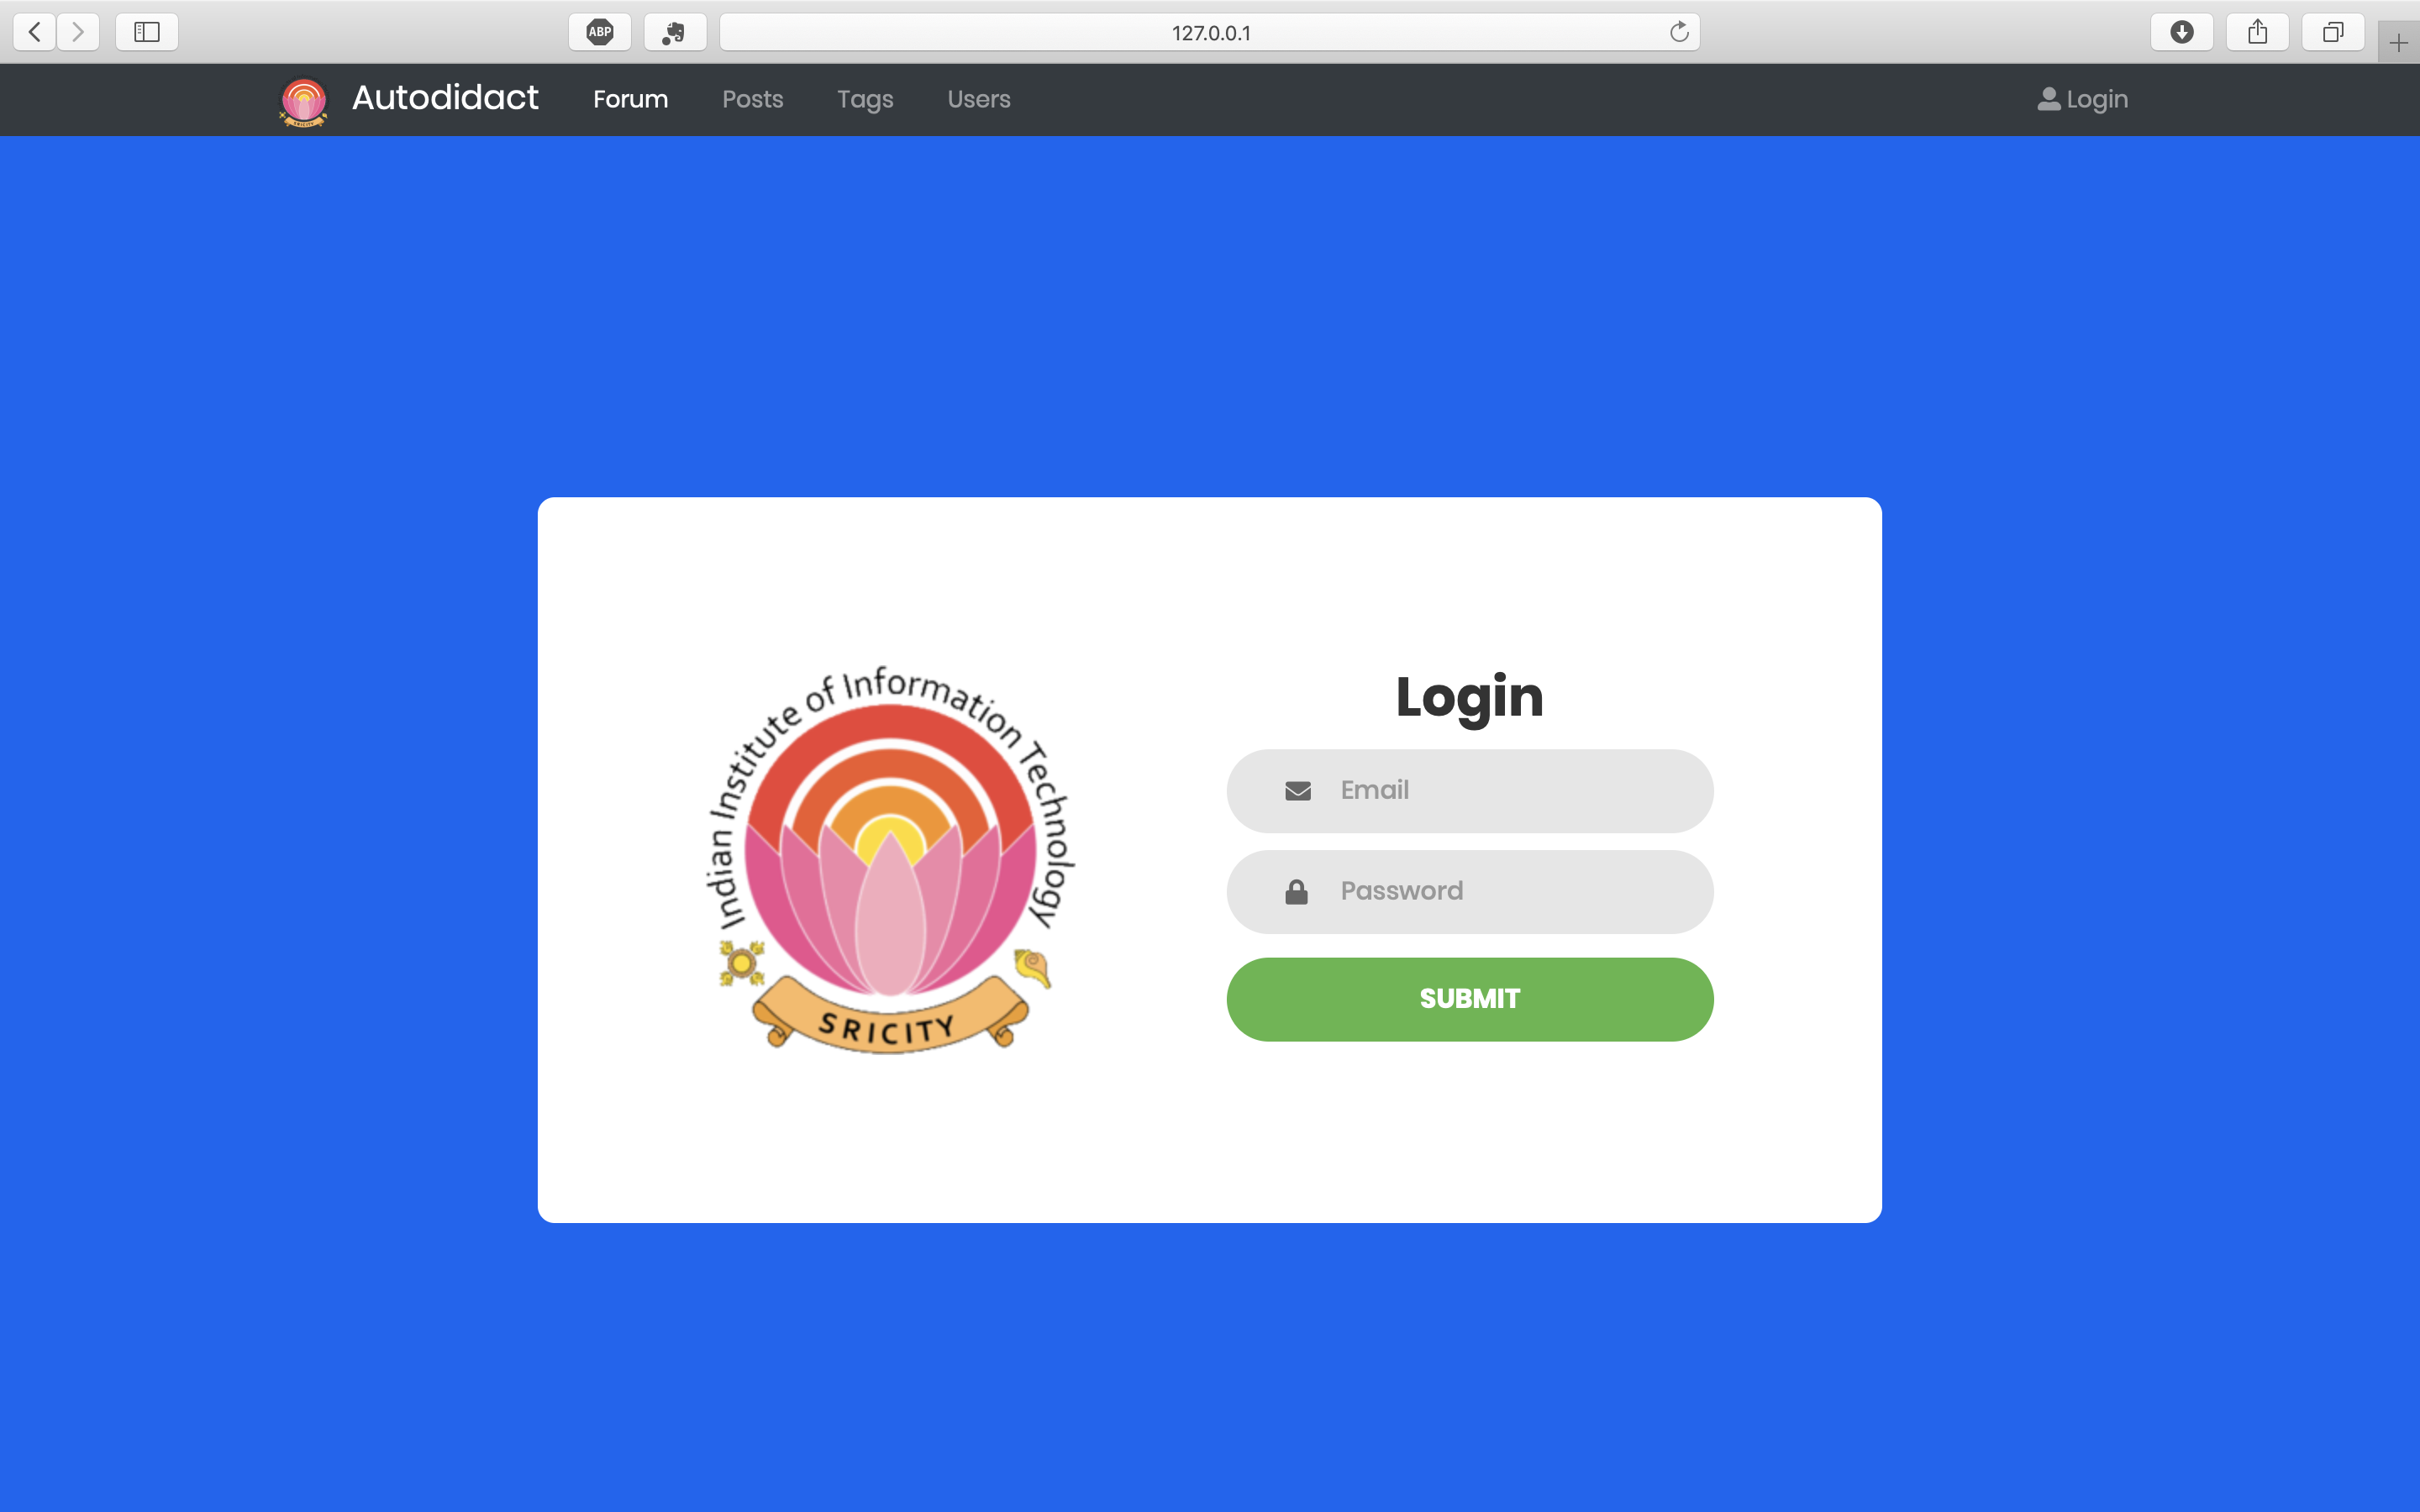 ABP
127.0.0.1
SRICITY
Autodidact
Forum
Posts
Tags
Users
Login
Indian Institute of Information Technology
SRICITY
Login
Email
Password
SUBMIT